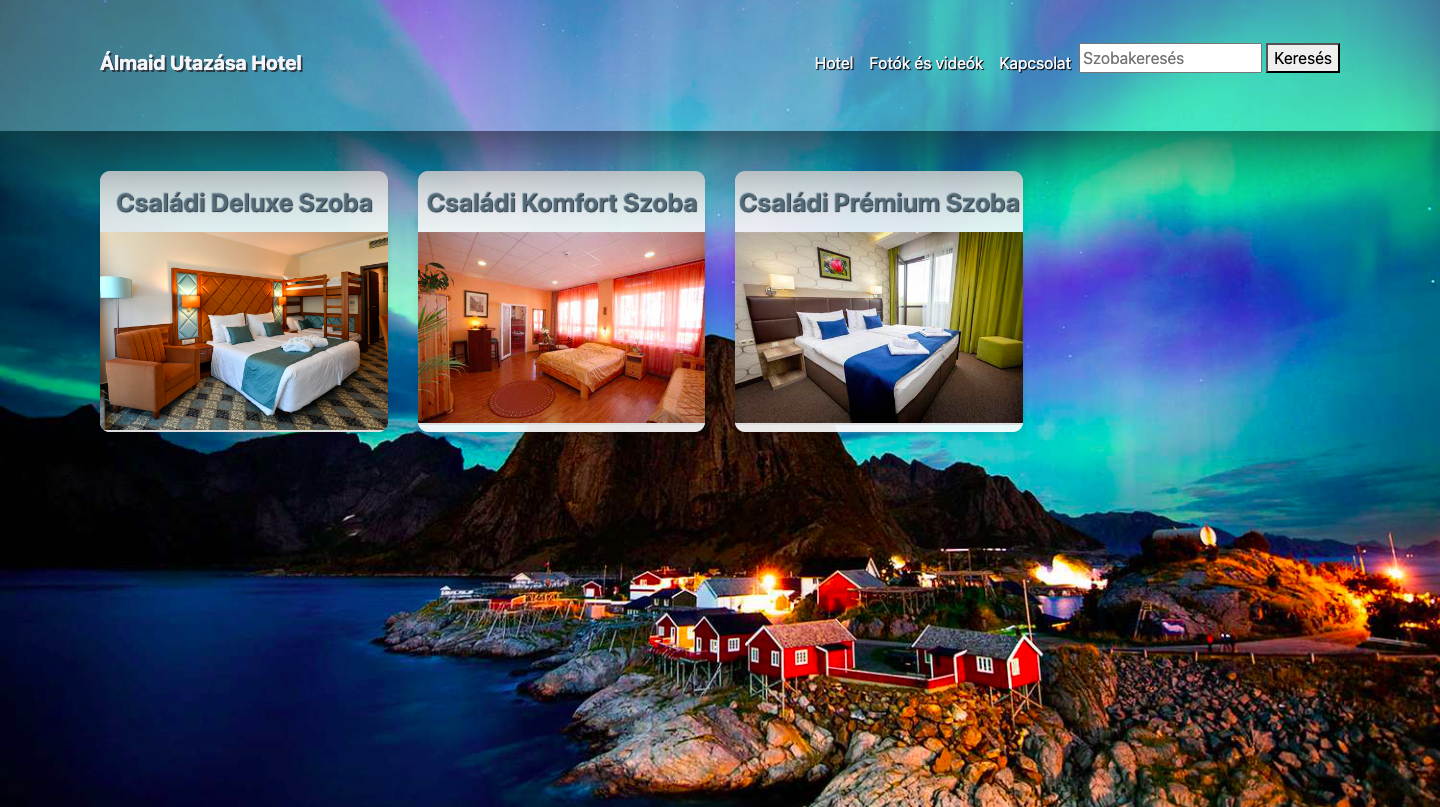 Álmaid Utazása Hotel
Hotel Fotók és videók Kapcsolat Szobakeresés Keresés
Családi Deluxe Szoba
Családi Komfort Szoba
Családi Prémium Szoba